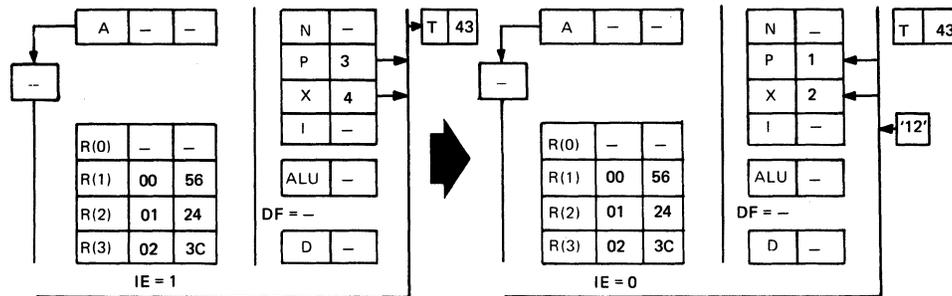 A – –
N –
T 43
P 3
X 4
–
I –
R(0) – –
R(1) 00 56
R(2) 01 24
R(3) 02 3C
ALU –
DF = –
D –
IE = 1
A – –
N –
T 43
P 1
X 2
–
I –
'12'
R(0) – –
R(1) 00 56
R(2) 01 24
R(3) 02 3C
ALU –
DF = –
D –
IE = 0